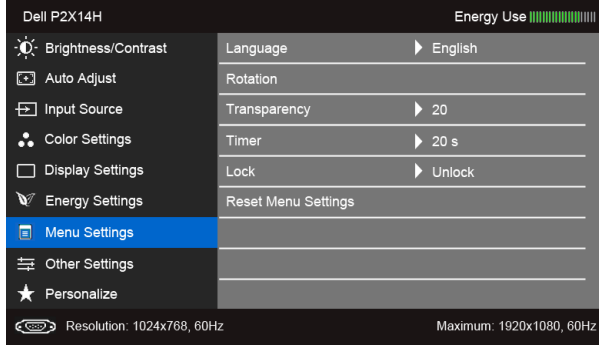 Dell P2X14H Energy Use
Brightness/Contrast Language English
Auto Adjust Rotation
Input Source Transparency 20
Color Settings Timer 20 s
Display Settings Lock Unlock
Energy Settings Reset Menu Settings
Menu Settings
Other Settings
Personalize
Resolution: 1024x768, 60Hz Maximum: 1920x1080, 60Hz